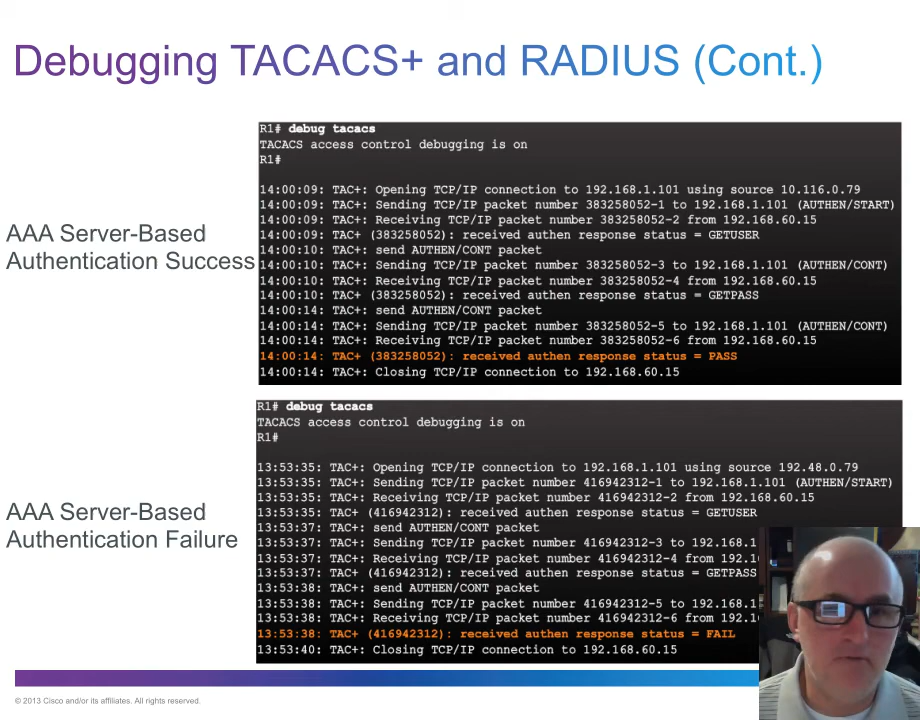 Debugging TACACS+ and RADIUS (Cont.)
R1# debug tacacs
TACACS access control debugging is on
R1#
14:00:09: TAC+: Opening TCP/IP connection to 192.168.1.101 using source 10.116.0.79
14:00:09: TAC+: Sending TCP/IP packet number 383258052-1 to 192.168.1.101 (AUTHEN/START)
14:00:09: TAC+: Receiving TCP/IP packet number 383258052-2 from 192.168.60.15
14:00:09: TAC+ (383258052): received authen response status = GETUSER
14:00:10: TAC+: send AUTHEN/CONT packet
14:00:10: TAC+: Sending TCP/IP packet number 383258052-3 to 192.168.1.101 (AUTHEN/CONT)
14:00:10: TAC+: Receiving TCP/IP packet number 383258052-4 from 192.168.60.15
14:00:10: TAC+ (383258052): received authen response status = GETPASS
14:00:14: TAC+: send AUTHEN/CONT packet
14:00:14: TAC+: Sending TCP/IP packet number 383258052-5 to 192.168.1.101 (AUTHEN/CONT)
14:00:14: TAC+: Receiving TCP/IP packet number 383258052-6 from 192.168.60.15
14:00:14: TAC+ (383258052): received authen response status = PASS
14:00:14: TAC+: Closing TCP/IP connection to 192.168.60.15
AAA Server-Based
Authentication Success
R1# debug tacacs
TACACS access control debugging is on
R1#
13:53:35: TAC+: Opening TCP/IP connection to 192.168.1.101 using source 192.48.0.79
13:53:35: TAC+: Sending TCP/IP packet number 416942312-1 to 192.168.1.101 (AUTHEN/START)
13:53:35: TAC+: Receiving TCP/IP packet number 416942312-2 from 192.168.60.15
13:53:35: TAC+ (416942312): received authen response status = GETUSER
13:53:37: TAC+: send AUTHEN/CONT packet
13:53:37: TAC+: Sending TCP/IP packet number 416942312-3 to 192.168.1
13:53:37: TAC+: Receiving TCP/IP packet number 416942312-4 from 192.1
13:53:37: TAC+ (416942312): received authen response status = GETPASS
13:53:38: TAC+: send AUTHEN/CONT packet
13:53:38: TAC+: Sending TCP/IP packet number 416942312-5 to 192.168.1
13:53:38: TAC+: Receiving TCP/IP packet number 416942312-6 from 192.1
13:53:38: TAC+ (416942312): received authen response status = FAIL
13:53:40: TAC+: Closing TCP/IP connection to 192.168.60.15
AAA Server-Based
Authentication Failure
© 2013 Cisco and/or its affiliates. All rights reserved.